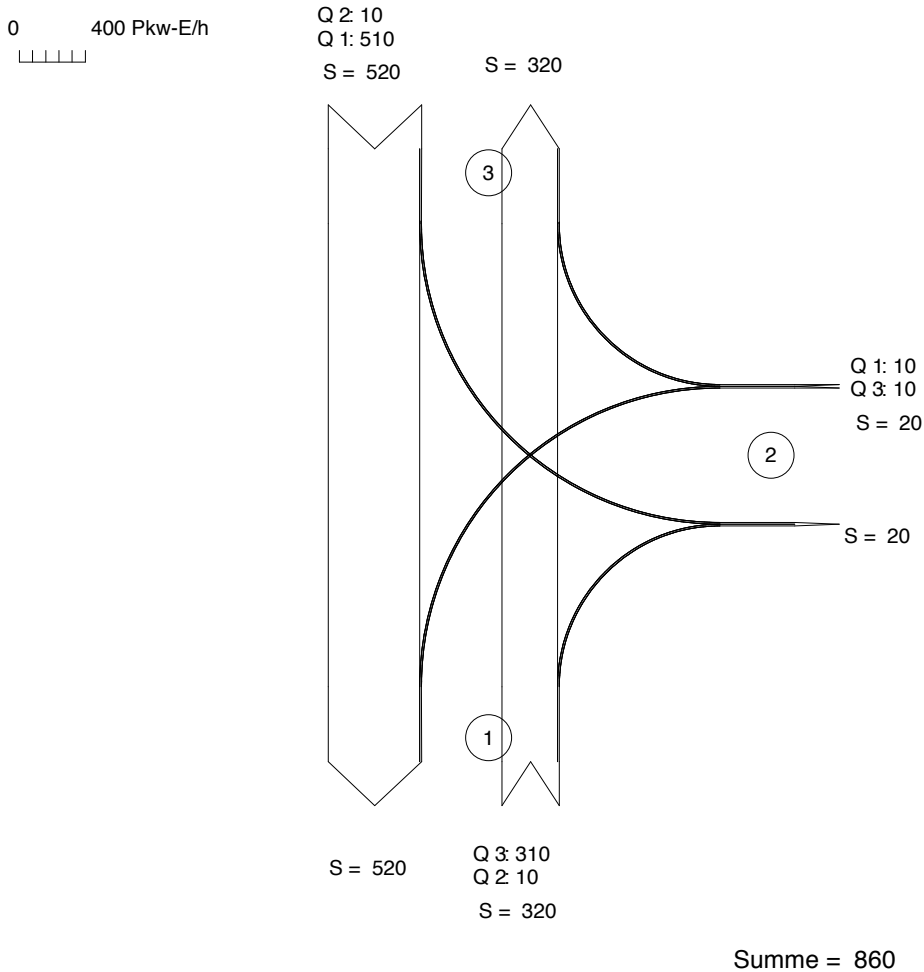 0 400 Pkw-E/h
Q 2: 10
Q 1: 510
S = 520
S = 320
3
Q 1: 10
Q 3: 10
S = 20
2
S = 20
1
S = 520
Q 3: 310
Q 2: 10
S = 320
Summe = 860